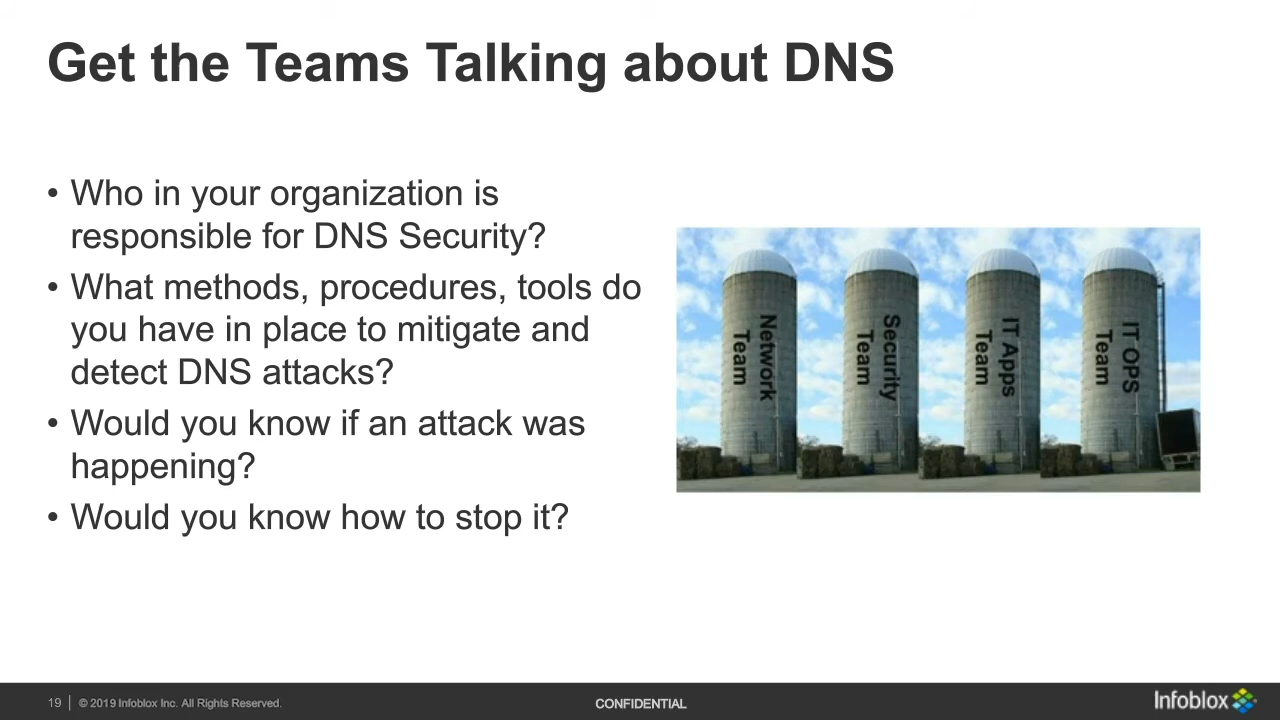 Get the Teams Talking about DNS
• Who in your organization is
responsible for DNS Security?
• What methods, procedures, tools do
you have in place to mitigate and
detect DNS attacks?
• Would you know if an attack was
happening?
• Would you know how to stop it?
Network
Team
Security
Team
IT Apps
Team
IT OPS
Team
19 | © 2019 Infoblox Inc. All Rights Reserved.
CONFIDENTIAL
Infoblox